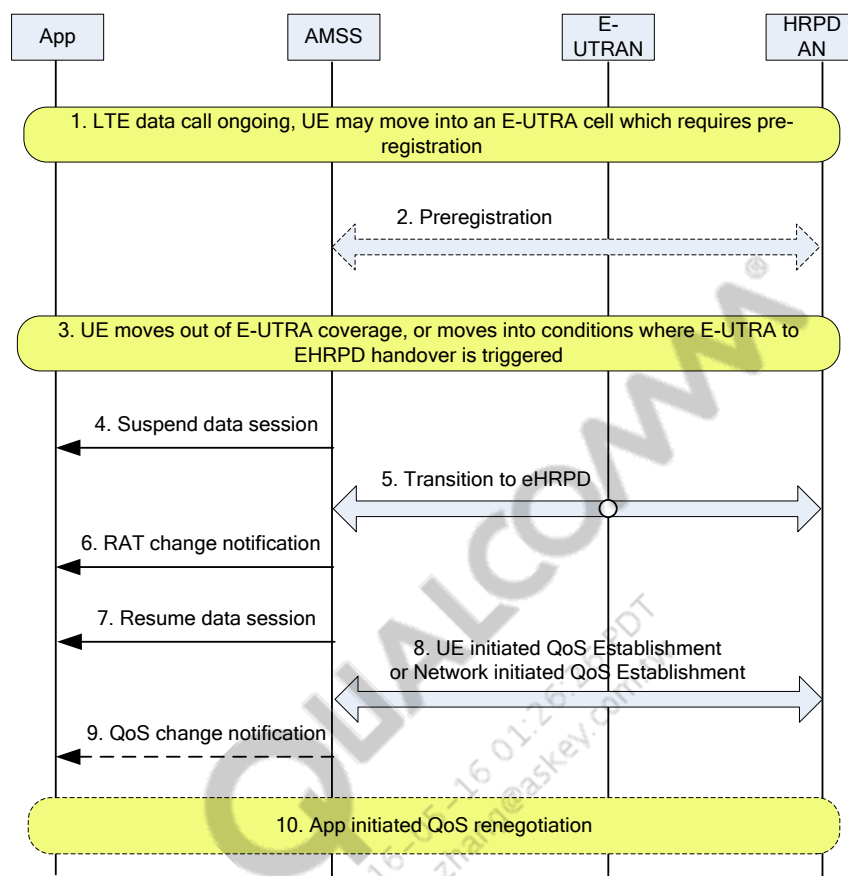 App
AMSS
E-
UTRAN
HRPD
AN
1. LTE data call ongoing, UE may move into an E-UTRA cell which requires pre-
registration
2. Preregistration
3. UE moves out of E-UTRA coverage, or moves into conditions where E-UTRA to
EHRPD handover is triggered
4. Suspend data session
5. Transition to eHRPD
6. RAT change notification
7. Resume data session
8. UE initiated QoS Establishment
or Network initiated QoS Establishment
9. QoS change notification
10. App initiated QoS renegotiation
QUALCOMM®